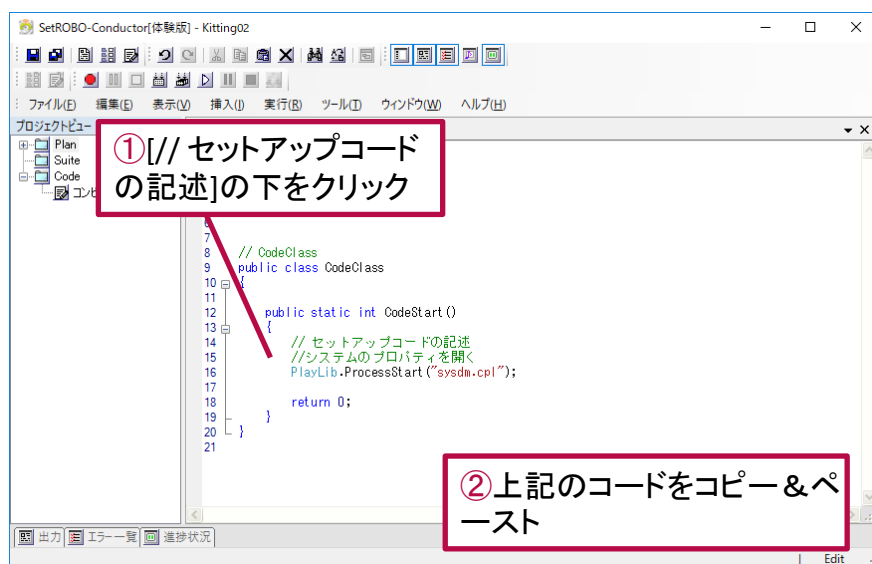 SetROBO-Conductor[体験版] - Kitting02
ファイル(F) 編集(E) 表示(V) 挿入(I) 実行(R) ツール(T) ウィンドウ(W) ヘルプ(H)
プロジェクトビュー
Plan
Suite
Code
①[// セットアップコード
の記述]の下をクリック
7
8 // CodeClass
9 public class CodeClass
10 {
11
12 public static int CodeStart()
13 {
14 // セットアップコードの記述
15 //システムのプロパティを開く
16 PlayLib.ProcessStart("sysdm.cpl");
17
18 return 0;
19 }
20 }
21
②上記のコードをコピー＆ペ
ースト
出力 エラー一覧 進捗状況
Edit